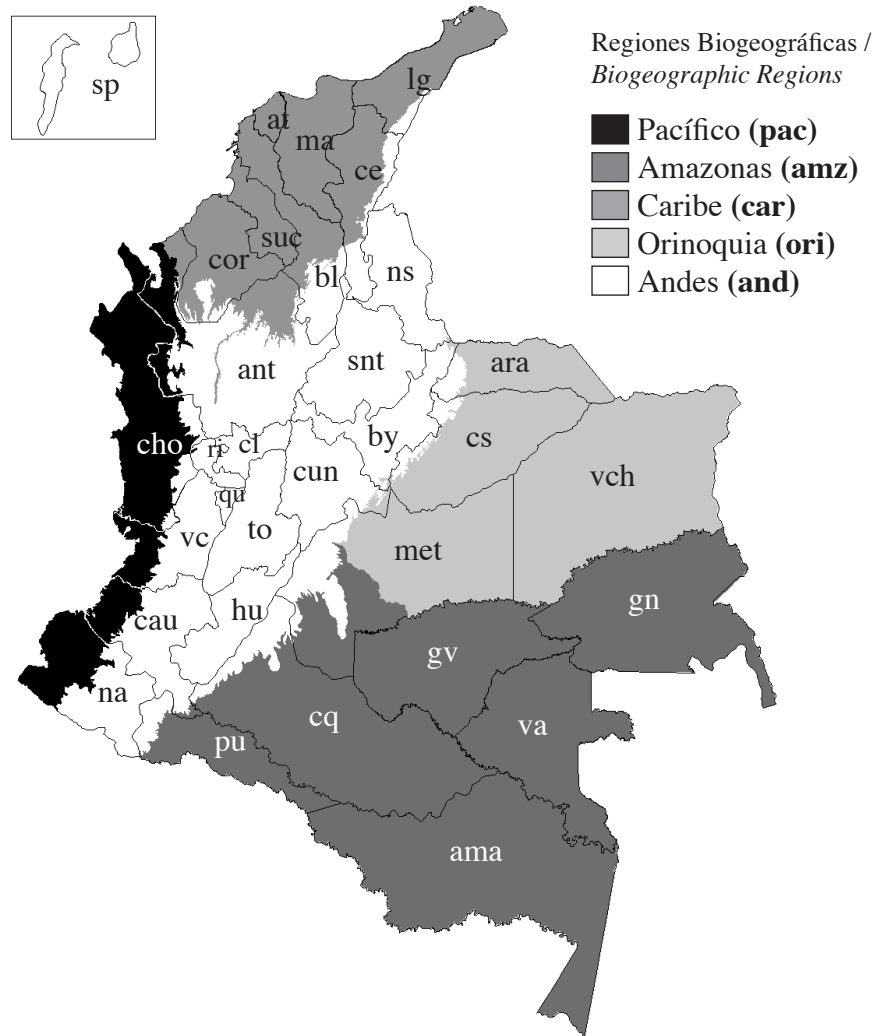 sp
Regiones Biogeográficas /
Biogeographic Regions
Pacífico (pac)
Amazonas (amz)
Caribe (car)
Orinoquia (ori)
Andes (and)
lg
at
ma
ce
suc
cor
bl
ns
ant
snt
ara
cho
ri
cl
by
cs
cun
vch
qu
vc
to
met
cau
hu
gn
gv
na
cq
va
pu
ama